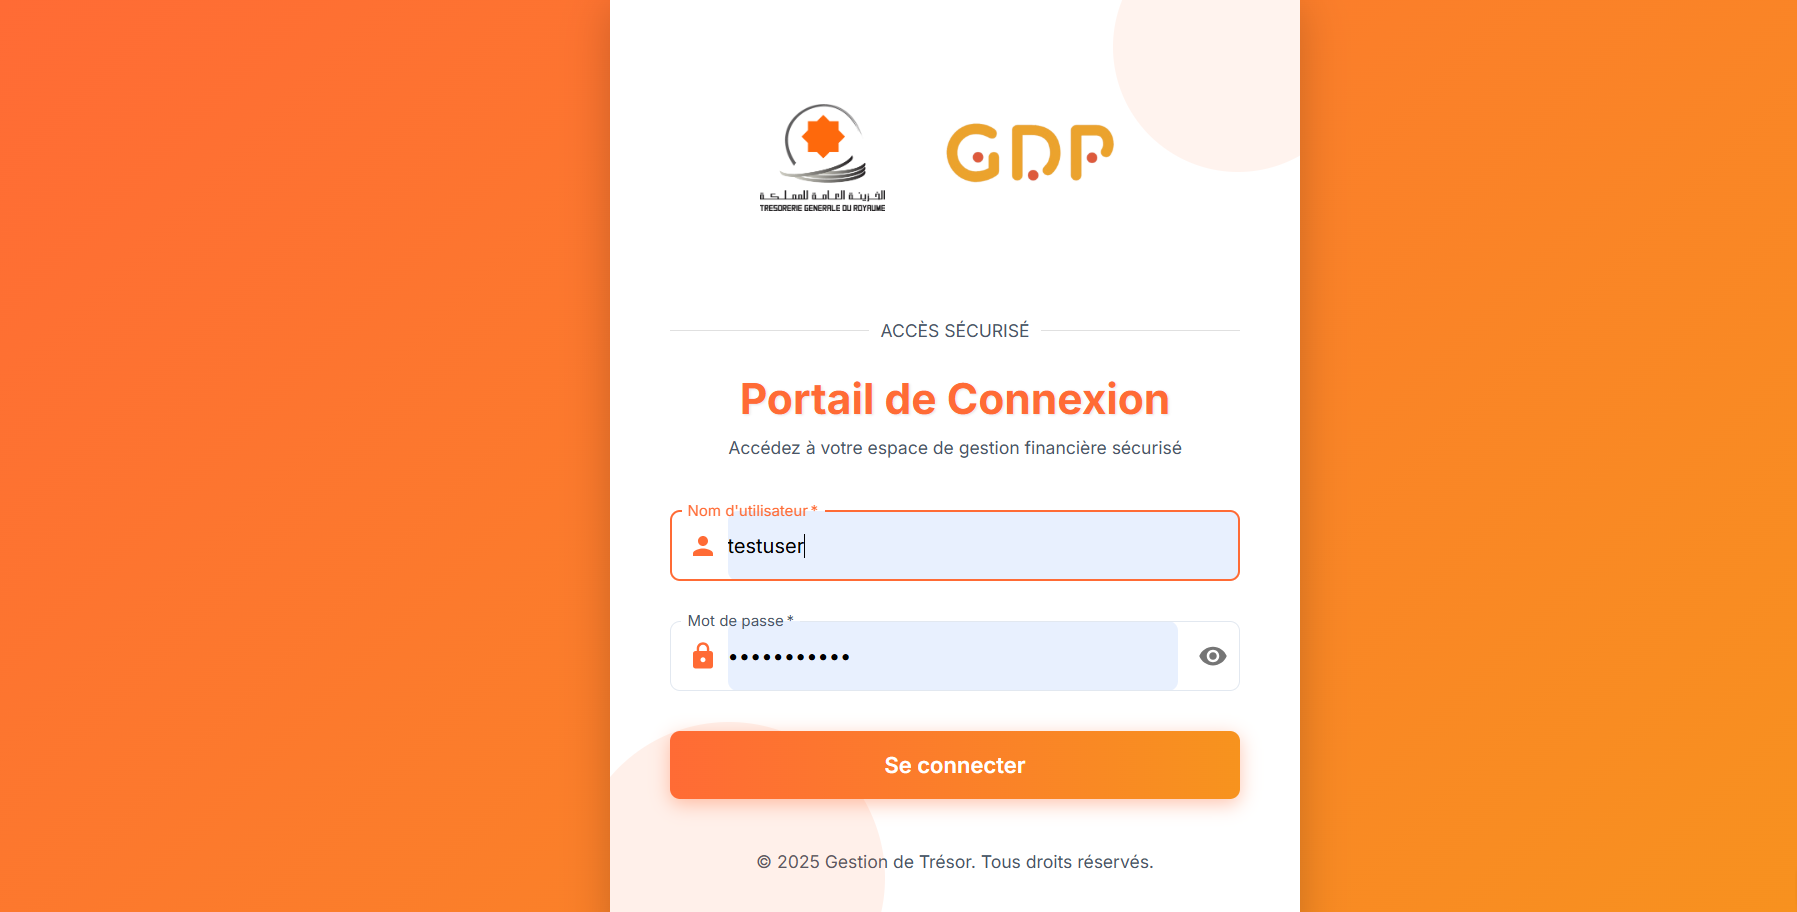 الخزينة العامة للمملكة
TRESORERIE GENERALE DU ROYAUME
GDP
ACCÈS SÉCURISÉ
Portail de Connexion
Accédez à votre espace de gestion financière sécurisé
Nom d'utilisateur *
testuser
Mot de passe *
•••••••••••
Se connecter
© 2025 Gestion de Trésor. Tous droits réservés.